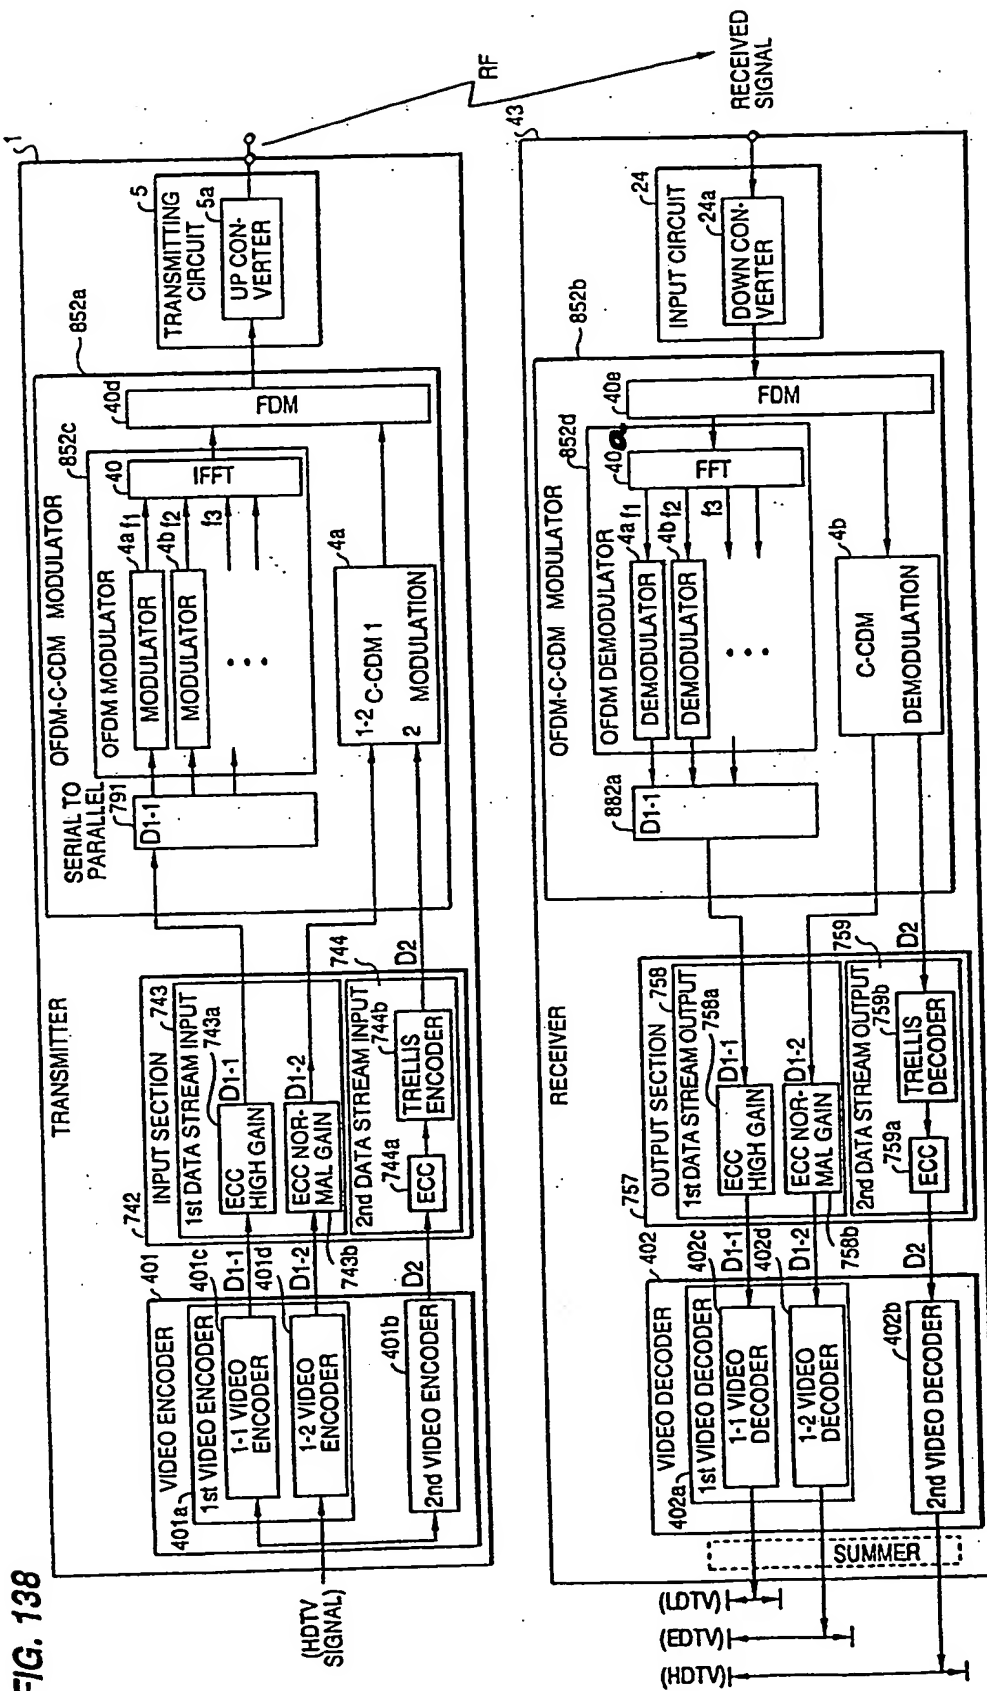 FIG. 138
1
TRANSMITTER
(HDTV
SIGNAL)
401
VIDEO ENCODER
401a
1st VIDEO ENCODER
401c
1-1 VIDEO
ENCODER
D1-1
401d
1-2 VIDEO
ENCODER
D1-2
401b
2nd VIDEO ENCODER
D2
742
INPUT SECTION
743
1st DATA STREAM INPUT
743a
ECC
HIGH GAIN
D1-1
ECC NOR-
MAL GAIN
D1-2
743b
744
2nd DATA STREAM INPUT
744a
ECC
744b
TRELLIS
ENCODER
D2
852a
OFDM-C-CDM MODULATOR
SERIAL TO
PARALLEL
791
D1-1
852c
OFDM MODULATOR
4a
MODULATOR
f1
4b
MODULATOR
f2
f3
40
IFFT
4a
1-2
C-CDM 1
2
MODULATION
40d
FDM
5
TRANSMITTING
CIRCUIT
5a
UP CON-
VERTER
RF
RECEIVED
SIGNAL
43
RECEIVER
24
INPUT CIRCUIT
24a
DOWN CON-
VERTER
852b
OFDM-C-CDM MODULATOR
40e
FDM
852d
OFDM DEMODULATOR
40a
FFT
4a
f1
DEMODULATOR
4b
f2
DEMODULATOR
f3
4b
C-CDM
DEMODULATION
882a
D1-1
757
OUTPUT SECTION
758
1st DATA STREAM OUTPUT
758a
D1-1
ECC
HIGH GAIN
D1-2
ECC NOR-
MAL GAIN
758b
759
2nd DATA STREAM OUTPUT
D2
759b
TRELLIS
DECODER
759a
ECC
402
VIDEO DECODER
402a
1st VIDEO DECODER
402c
D1-1
1-1 VIDEO
DECODER
402d
D1-2
1-2 VIDEO
DECODER
402b
D2
2nd VIDEO DECODER
SUMMER
(LDTV)
(EDTV)
(HDTV)